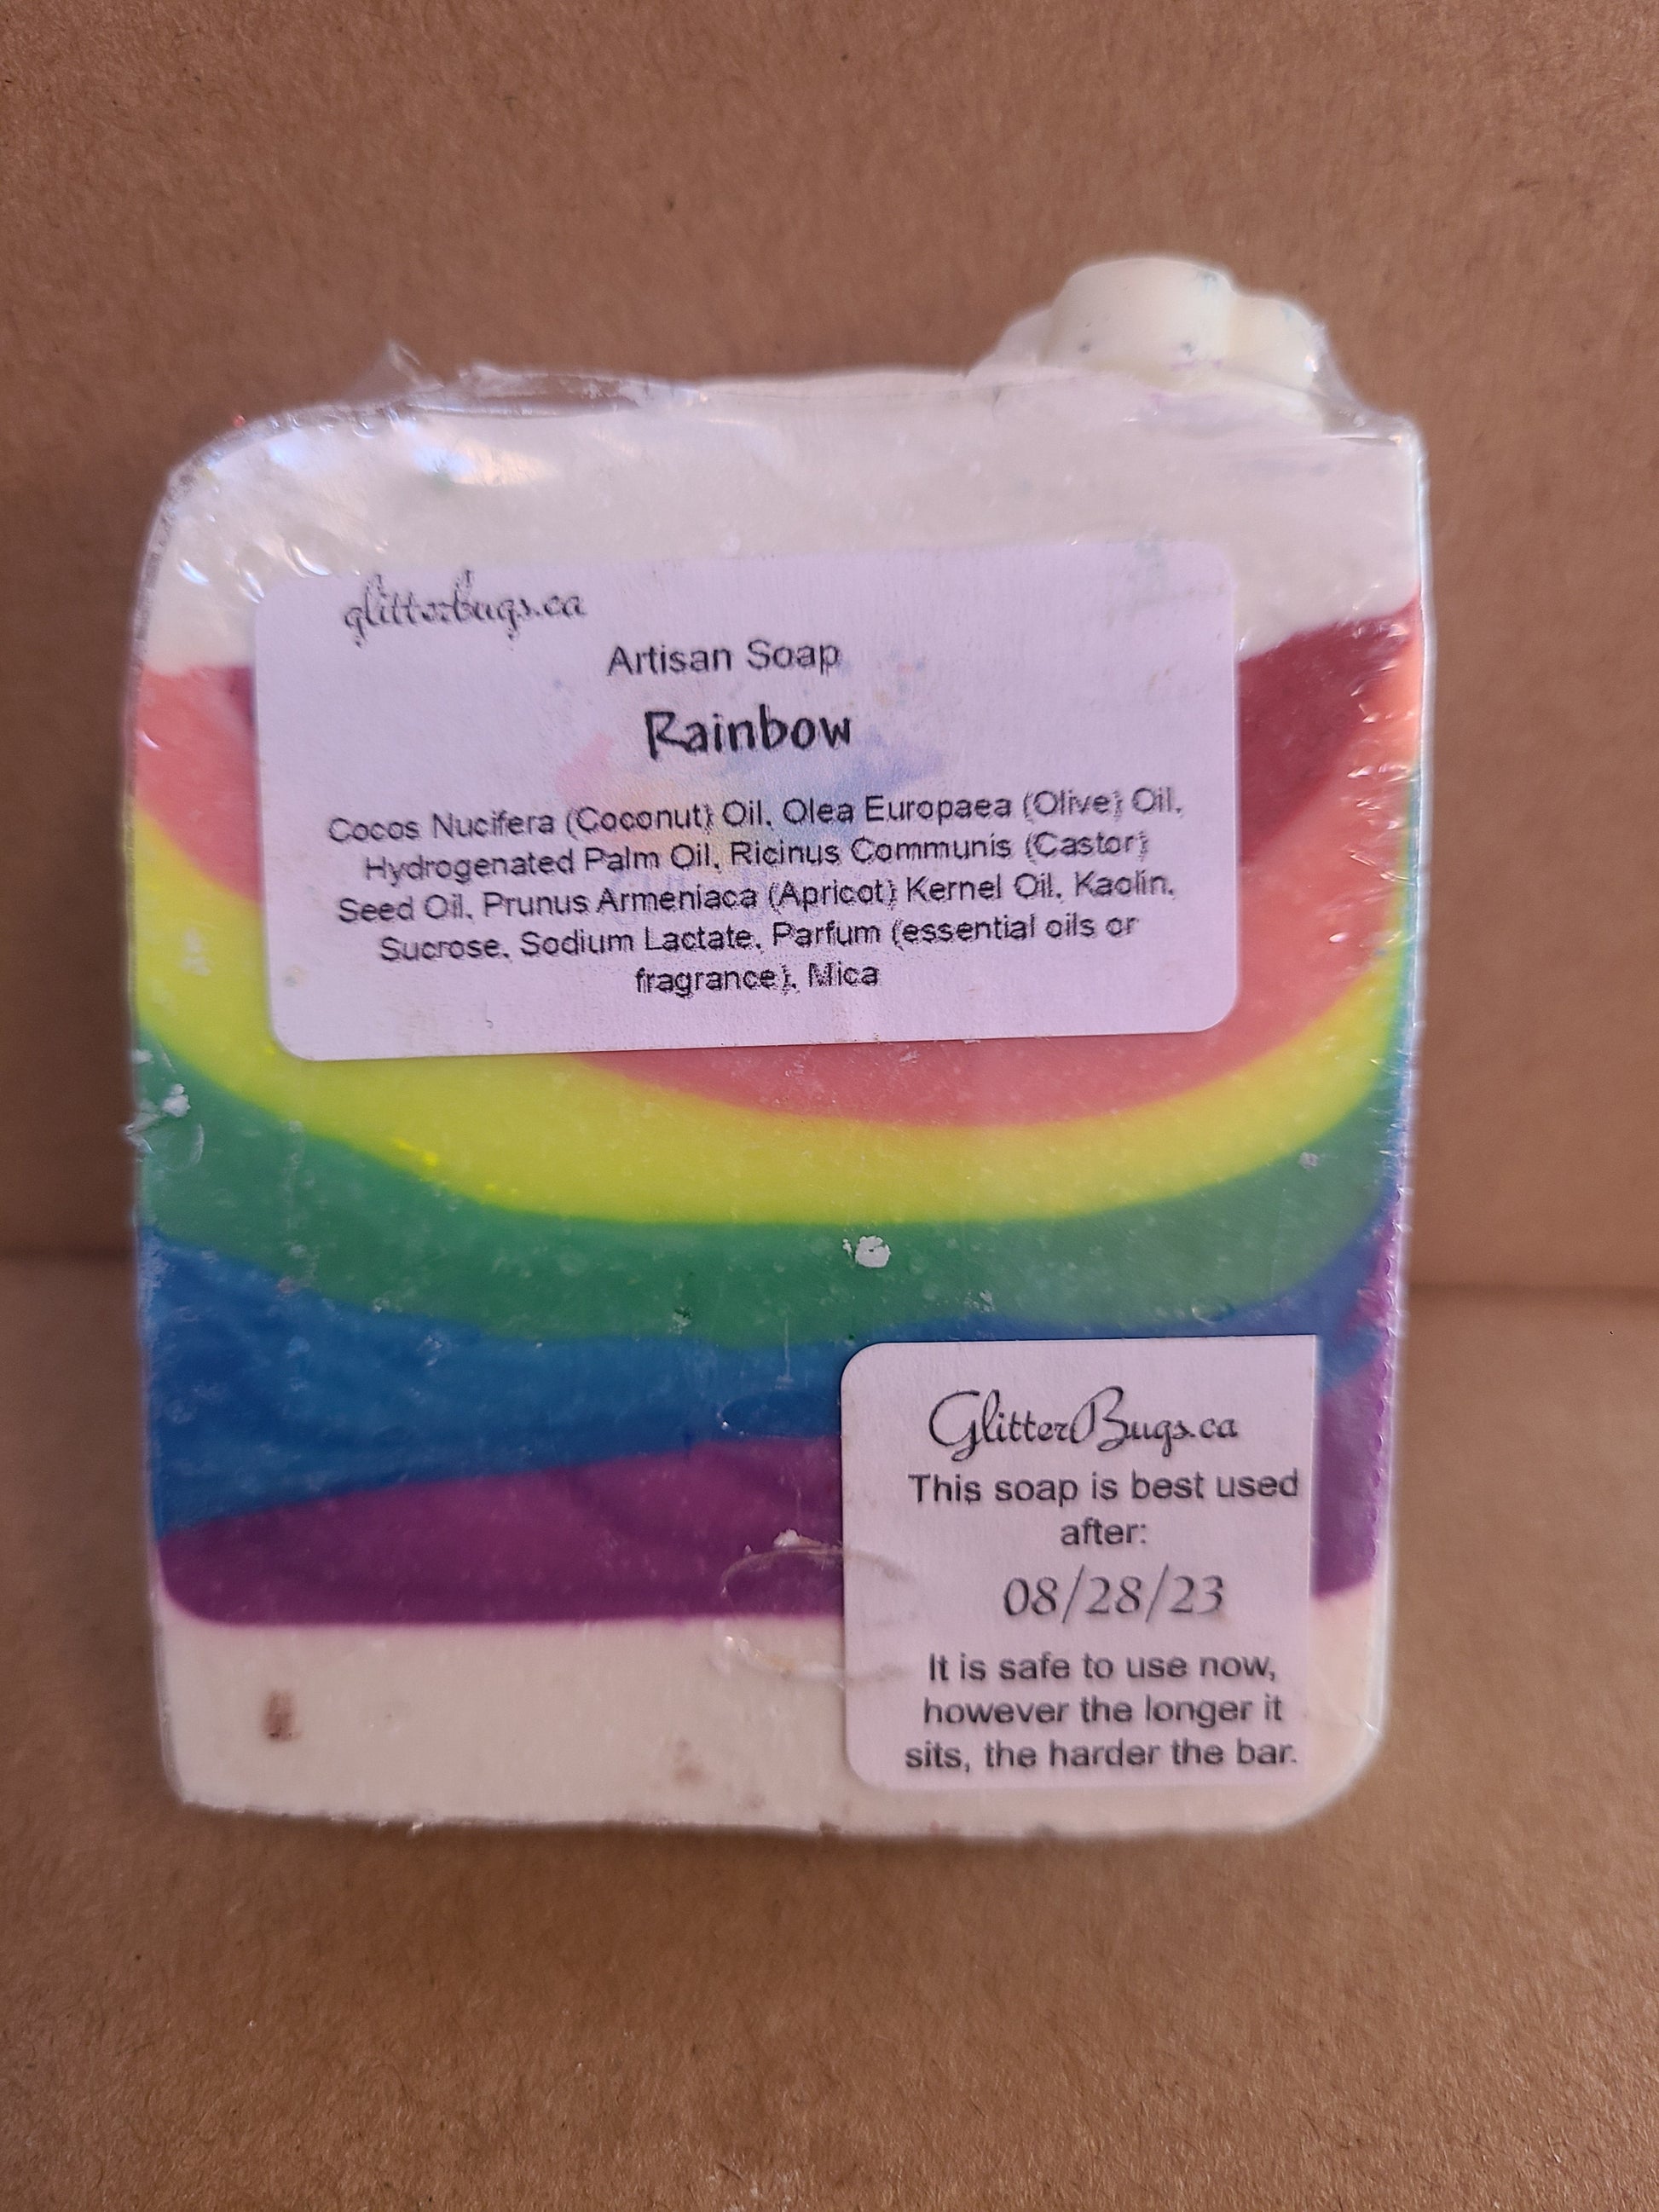 glitterbugs.ca
Artisan Soap
Rainbow
Cocos Nucifera (Coconut) Oil, Olea Europaea (Olive) Oil,
Hydrogenated Palm Oil, Ricinus Communis (Castor)
Seed Oil, Prunus Armeniaca (Apricot) Kernel Oil, Kaolin,
Sucrose, Sodium Lactate, Parfum (essential oils or
fragrance), Mica
GlitterBugs.ca
This soap is best used
after:
08/28/23
It is safe to use now,
however the longer it
sits, the harder the bar.